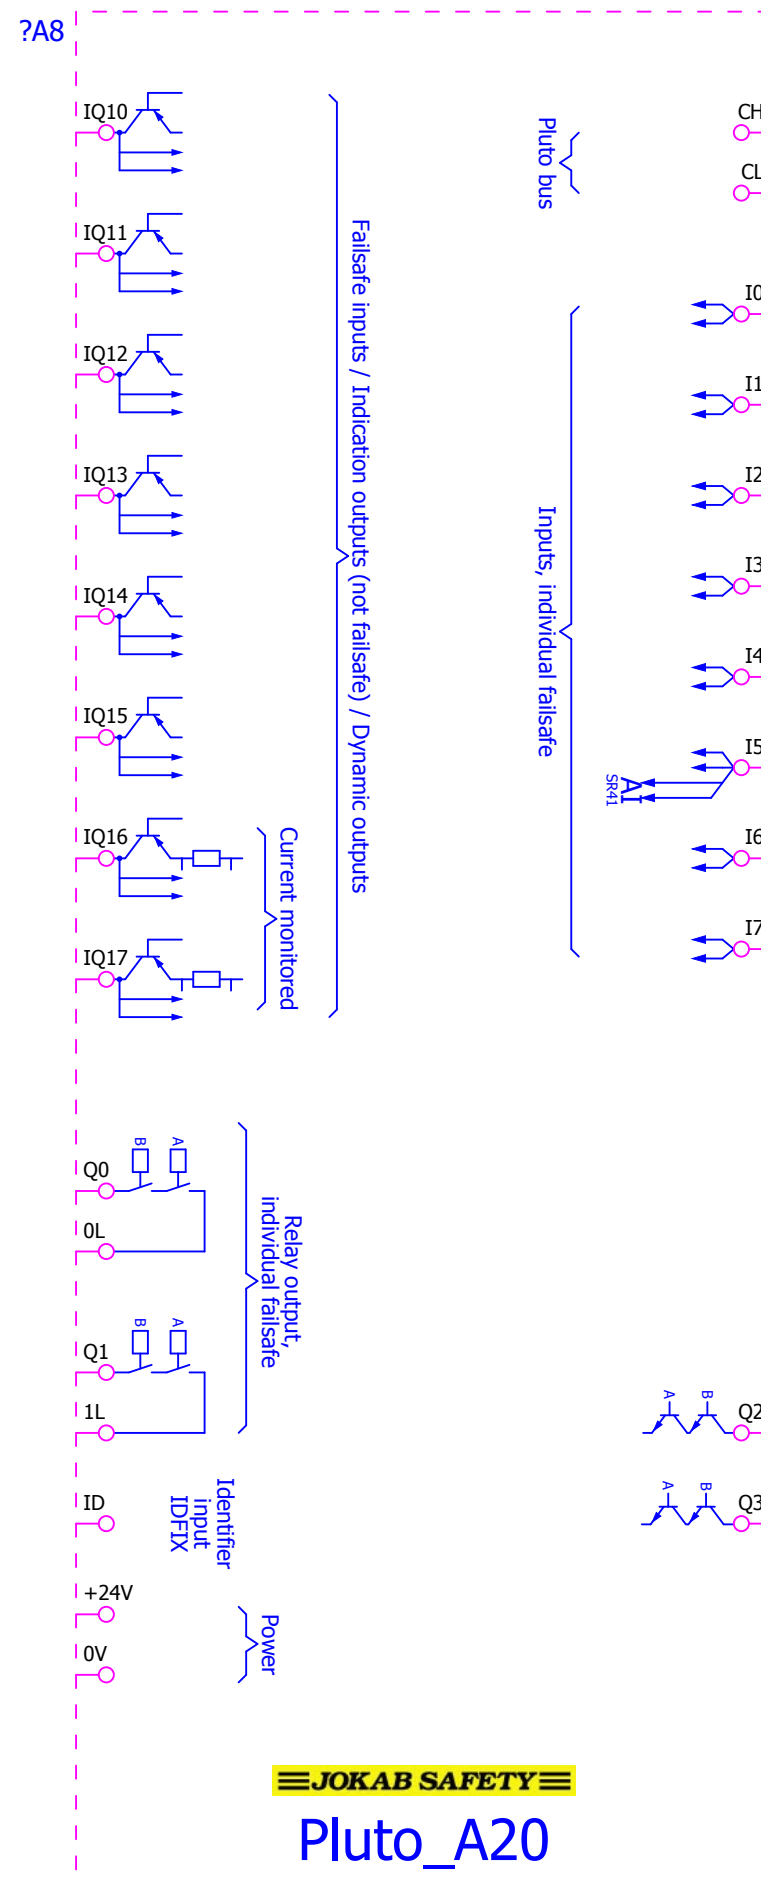 ?A8
IQ10
IQ11
IQ12
IQ13
IQ14
IQ15
IQ16
IQ17
Failsafe inputs / Indication outputs (not failsafe) / Dynamic outputs
Current monitored
Pluto bus
CH
CL
Inputs, individual failsafe
I0
I1
I2
I3
I4
I5
AI
SR41
I6
I7
Q0
B
A
0L
Q1
B
A
1L
Relay output,
individual failsafe
A
B
Q2
A
B
Q3
ID
Identifier
input
IDFIX
+24V
0V
Power
JOKAB SAFETY
Pluto_A20